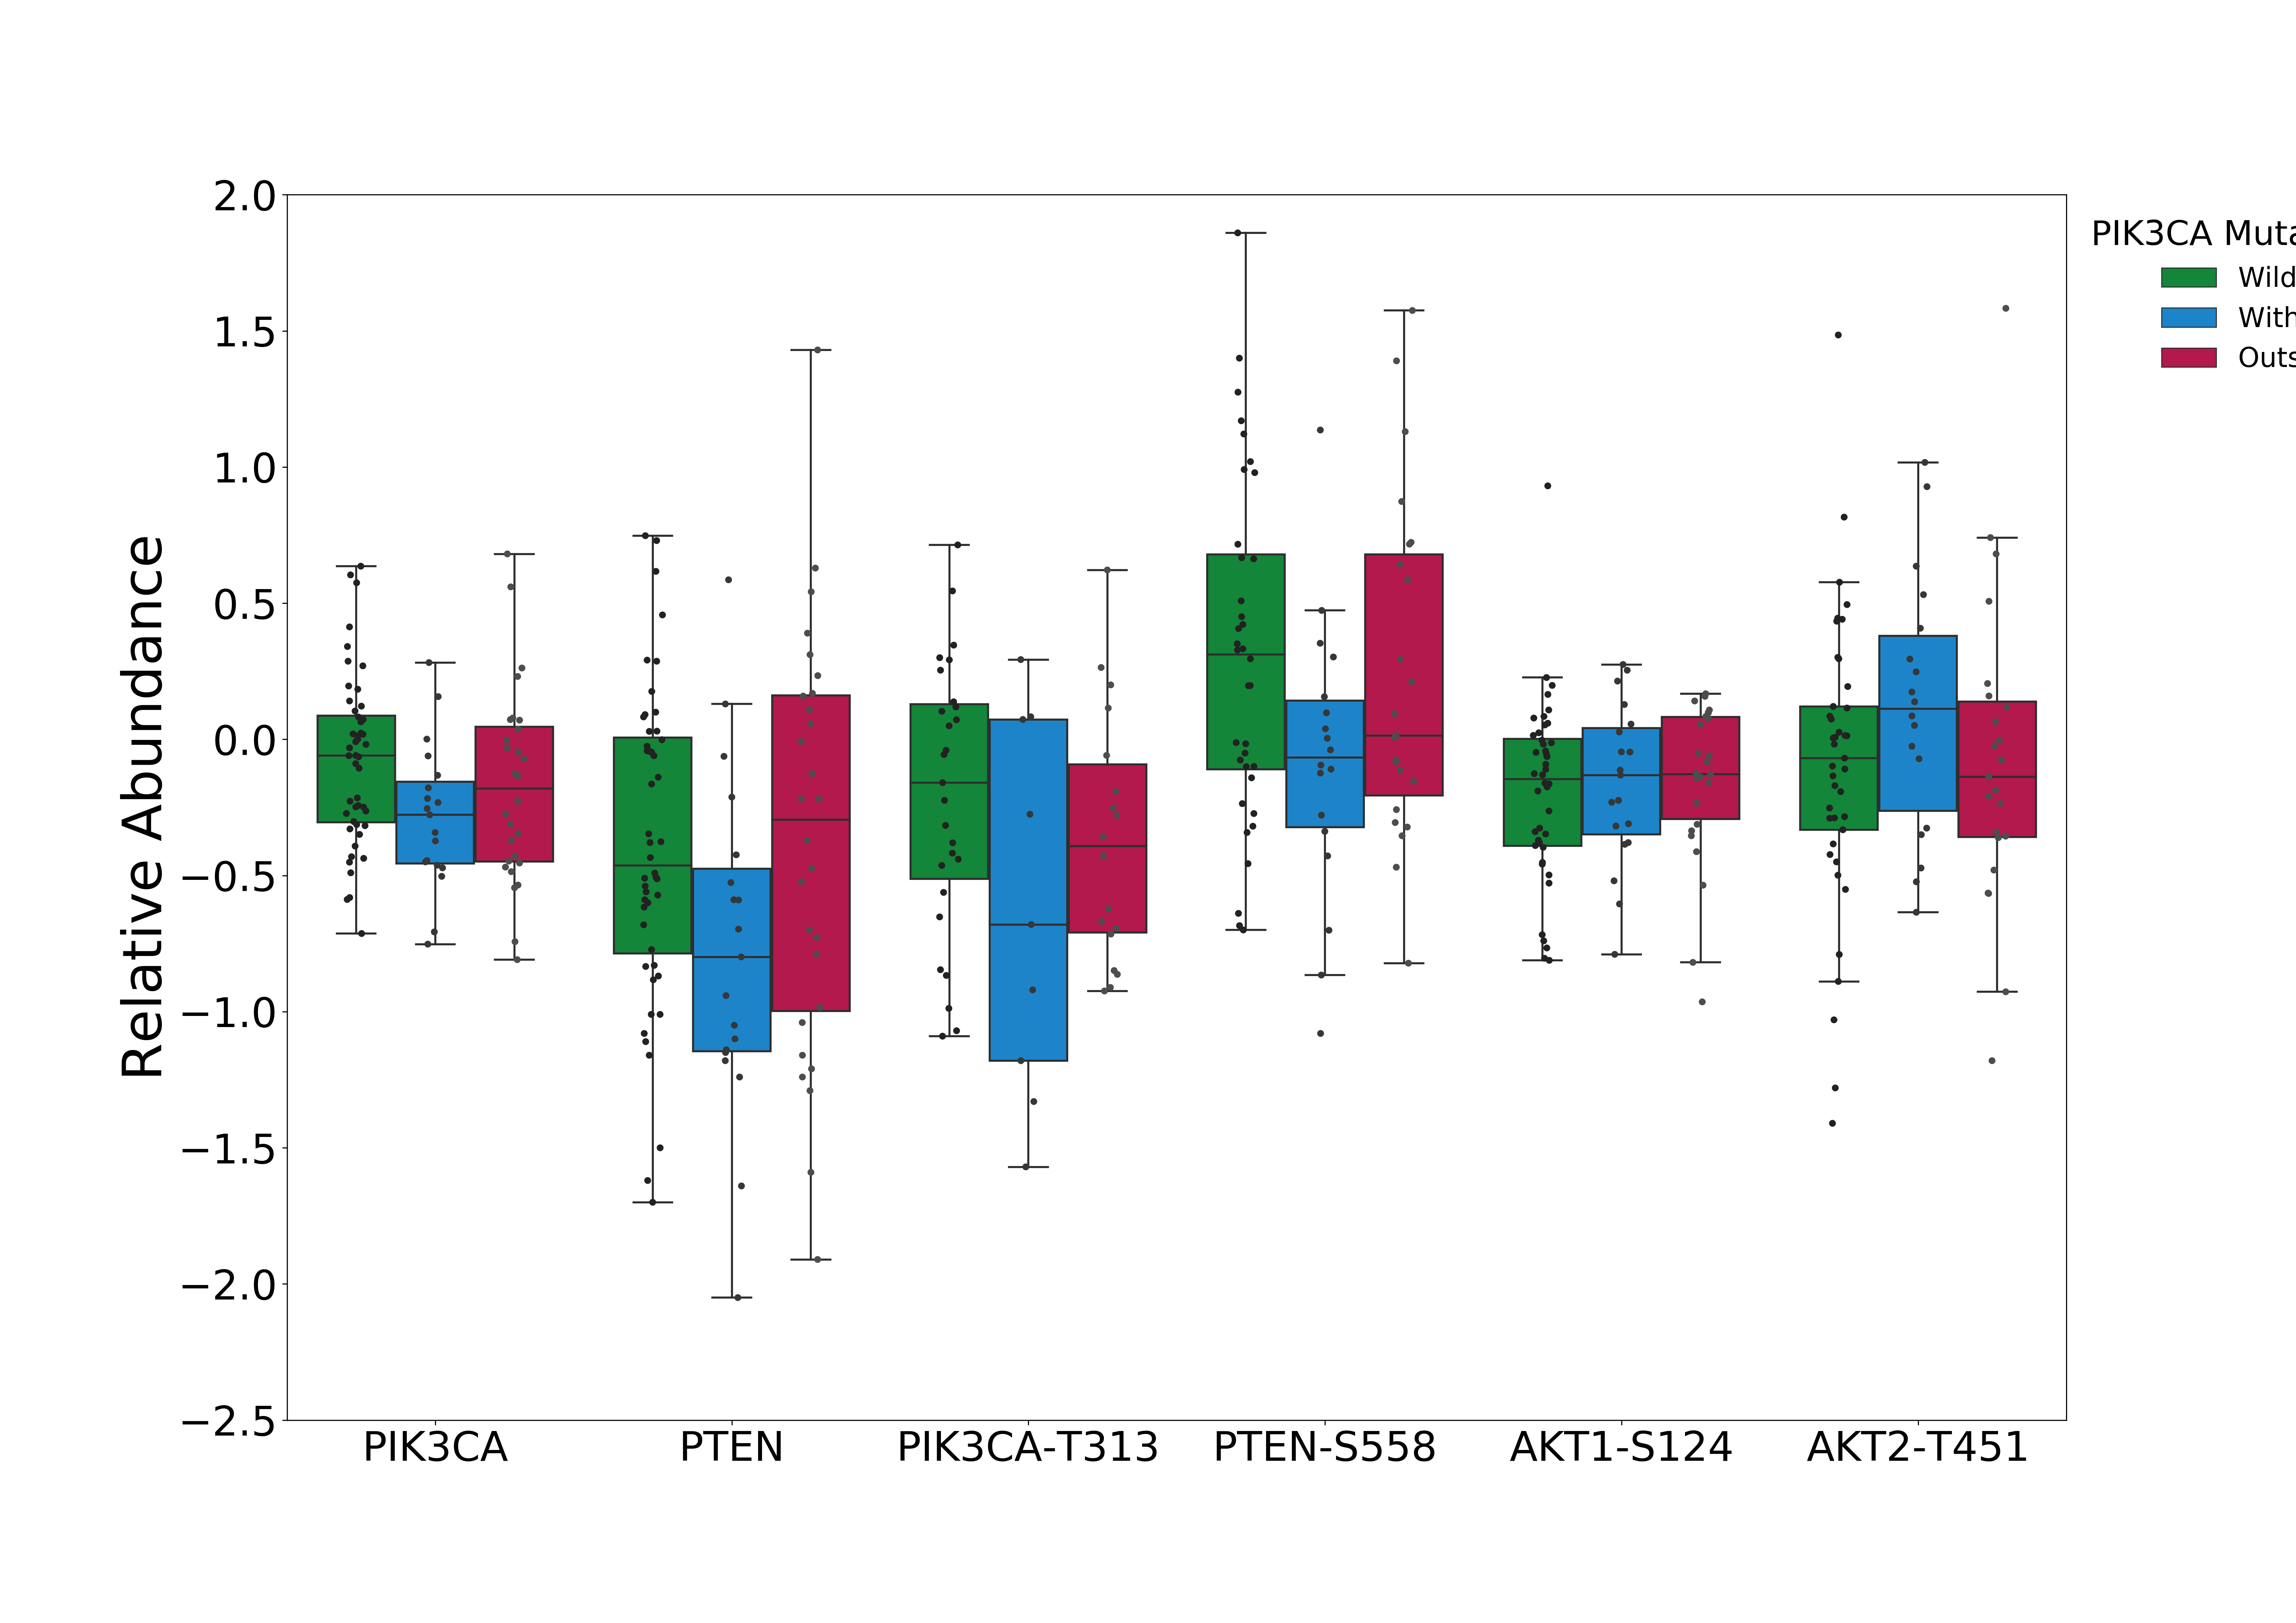 2.0
1.5
1.0
0.5
0.0
−0.5
−1.0
−1.5
−2.0
−2.5
Relative Abundance
PIK3CA PTEN PIK3CA-T313 PTEN-S558 AKT1-S124 AKT2-T451
PIK3CA Muta
Wild
With
Outs